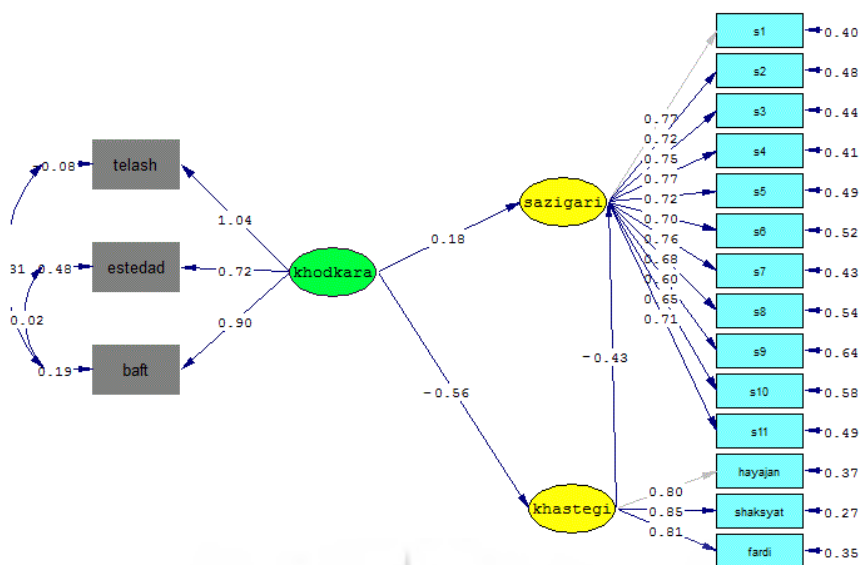 s1
0.40
s2
0.48
s3
0.44
s4
0.41
s5
0.49
s6
0.52
s7
0.43
s8
0.54
s9
0.64
s10
0.58
s11
0.49
hayajan
0.37
shaksyat
0.27
fardi
0.35
0.77
0.72
0.75
0.77
0.72
0.70
0.76
0.68
0.60
0.65
0.71
sazigari
-0.08
telash
1.04
31
0.48
estedad
0.72
khodkara
0.18
0.02
0.19
baft
0.90
-0.43
-0.56
khastegi
0.80
0.85
0.81